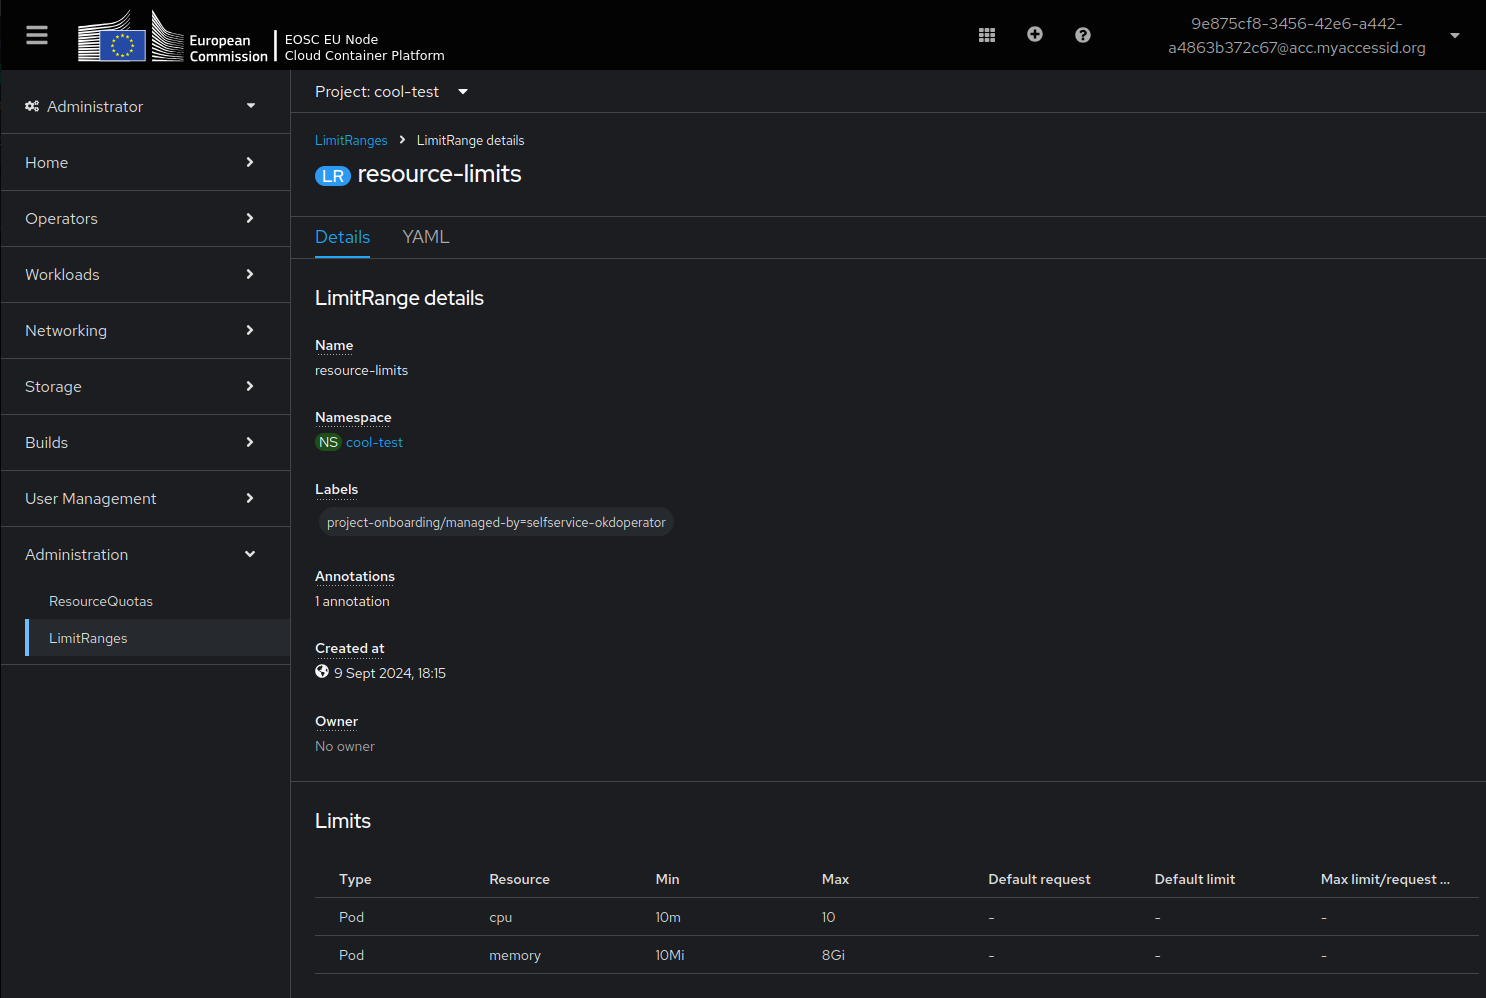 European
Commission
EOSC EU Node
Cloud Container Platform
9e875cf8-3456-42e6-a442-
a4863b372c67@acc.myaccessid.org
Administrator
Home
Operators
Workloads
Networking
Storage
Builds
User Management
Administration
ResourceQuotas
LimitRanges
Project: cool-test
LimitRanges > LimitRange details
LR resource-limits
Details YAML
LimitRange details
Name
resource-limits
Namespace
NS cool-test
Labels
project-onboarding/managed-by=selfservice-okdoperator
Annotations
1 annotation
Created at
9 Sept 2024, 18:15
Owner
No owner
Limits
Type Resource Min Max Default request Default limit Max limit/request ...
Pod cpu 10m 10 - - -
Pod memory 10Mi 8Gi - - -